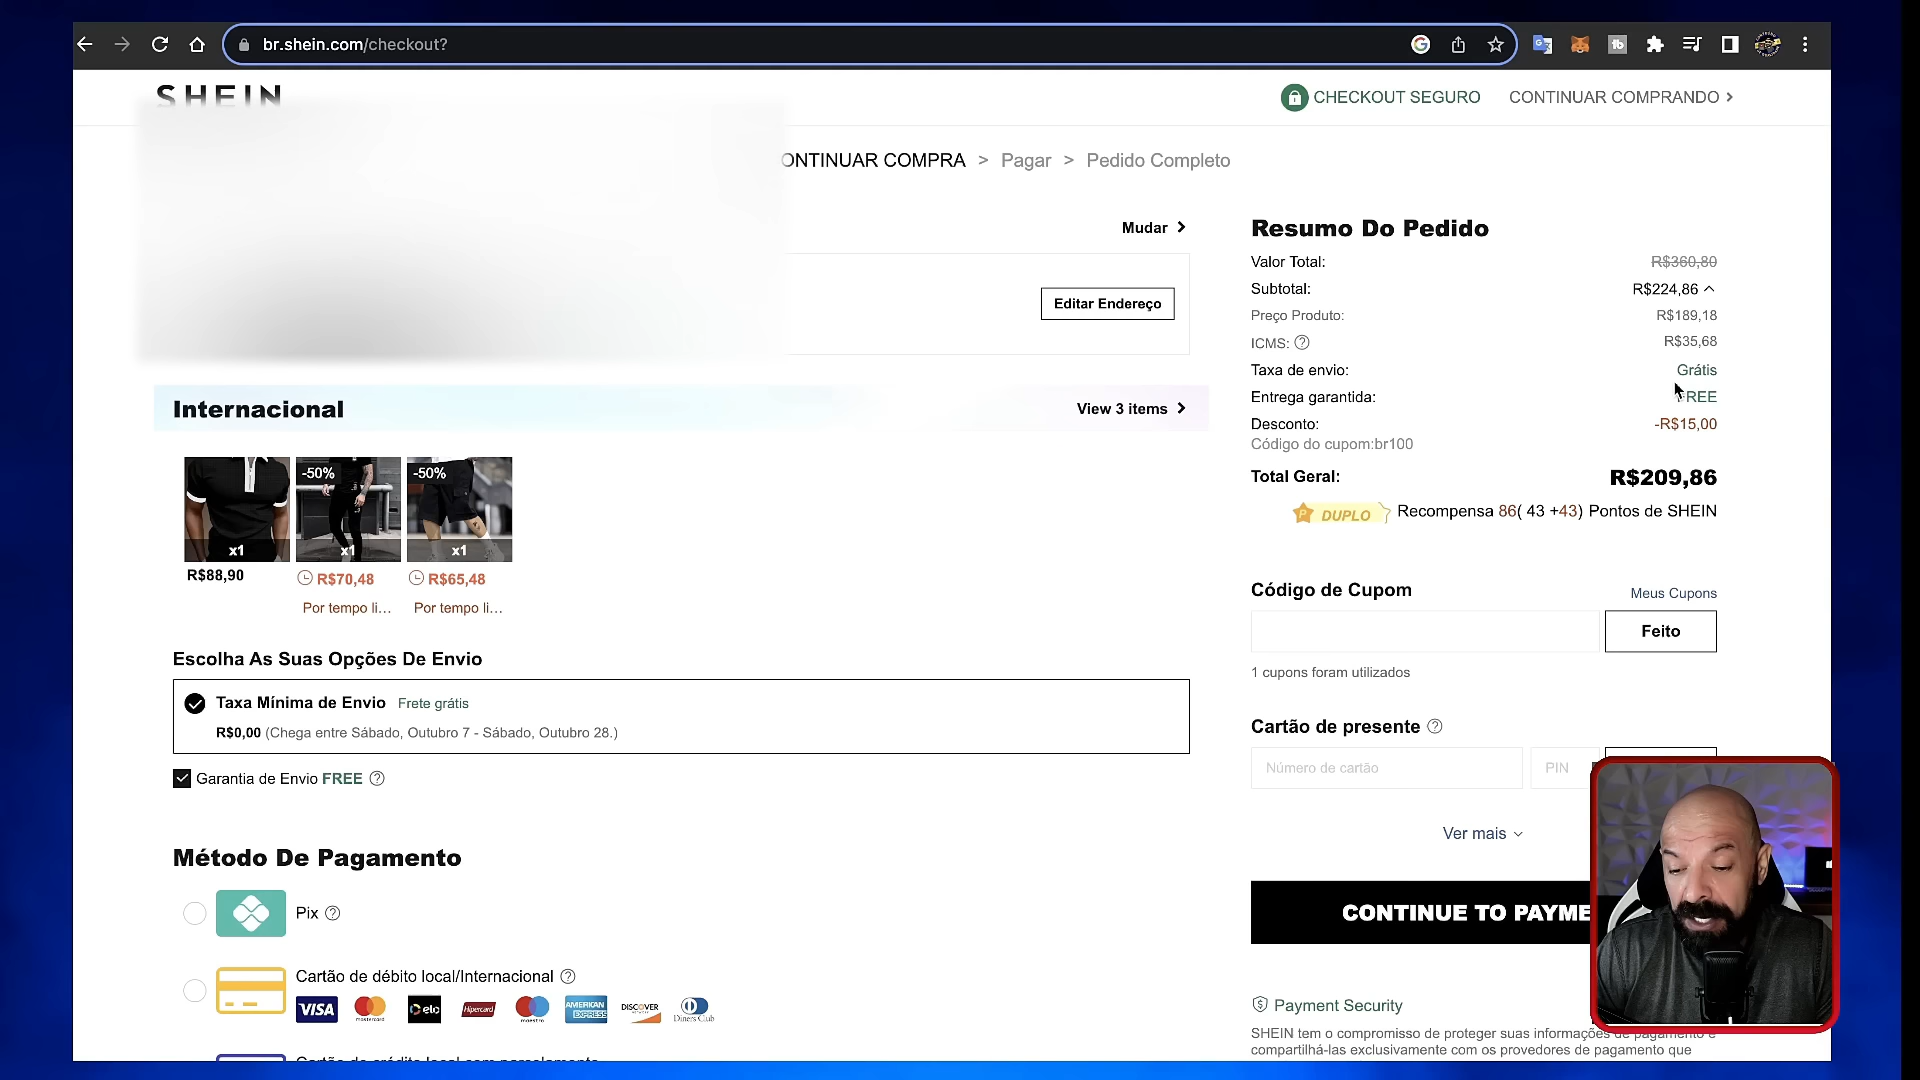 br.shein.com/checkout?
SHEIN
CHECKOUT SEGURO
CONTINUAR COMPRANDO >
ONTINUAR COMPRA > Pagar > Pedido Completo
Mudar
Editar Endereço
Internacional
View 3 items
-50%
-50%
x1
x1
x1
R$88,90
R$70,48
R$65,48
Por tempo li...
Por tempo li...
Escolha As Suas Opções De Envio
Taxa Mínima de Envio Frete grátis
R$0,00 (Chega entre Sábado, Outubro 7 - Sábado, Outubro 28.)
Garantia de Envio FREE ?
Método De Pagamento
Pix ?
Cartão de débito local/Internacional ?
VISA
mastercard
elo
Hipercard
maestro
AMERICAN EXPRESS
DISCOVER
Diners Club
Cartão de crédito local com parcelamento
Resumo Do Pedido
Valor Total: R$360,80
Subtotal: R$224,86
Preço Produto: R$189,18
ICMS: ? R$35,68
Taxa de envio: Grátis
Entrega garantida: FREE
Desconto: -R$15,00
Código do cupom:br100
Total Geral: R$209,86
P DUPLO Recompensa 86( 43 +43) Pontos de SHEIN
Código de Cupom
Meus Cupons
Feito
1 cupons foram utilizados
Cartão de presente ?
Número de cartão
PIN
Ver mais
CONTINUE TO PAYME
Payment Security
SHEIN tem o compromisso de proteger suas informações de pagamento e
compartilhá-las exclusivamente com os provedores de pagamento que